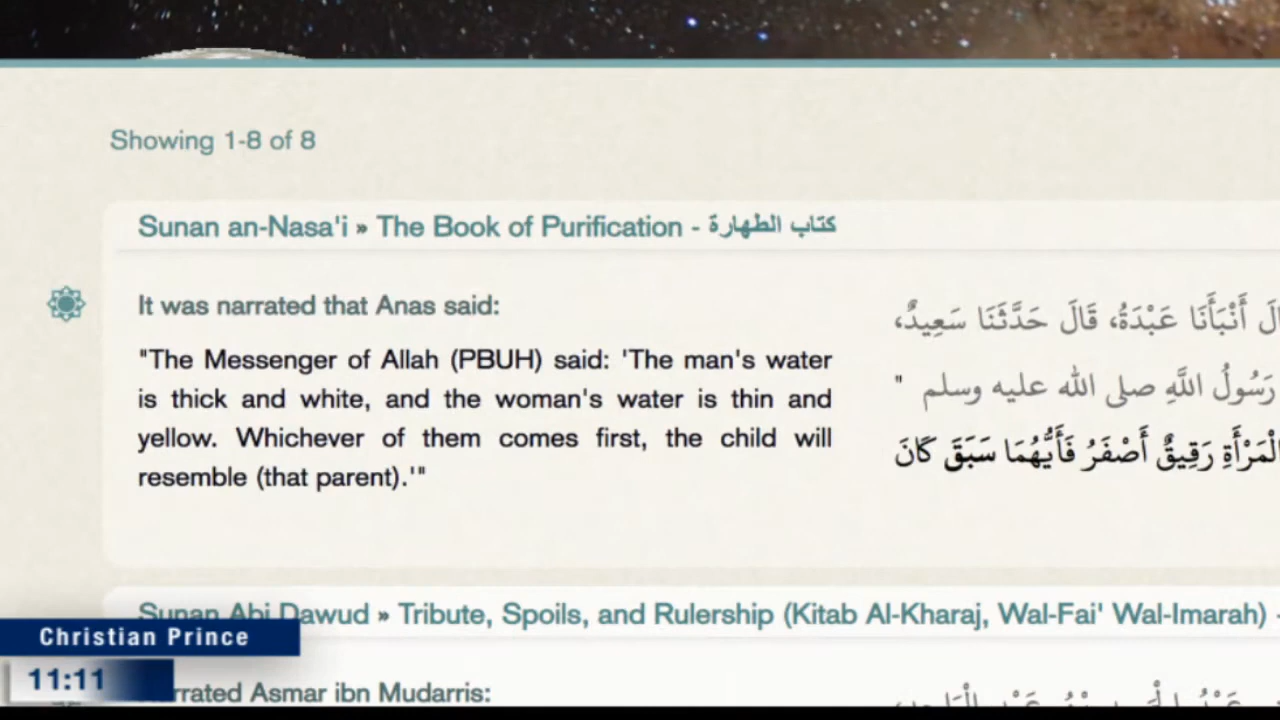 Showing 1-8 of 8
Sunan an-Nasa'i » The Book of Purification - كتاب الطهارة
It was narrated that Anas said:
"The Messenger of Allah (PBUH) said: 'The man's water
is thick and white, and the woman's water is thin and
yellow. Whichever of them comes first, the child will
resemble (that parent).'"
أَنْبَأَنَا عَبْدَةُ، قَالَ حَدَّثَنَا سَعِيدٌ،
رَسُولُ اللَّهِ صلى الله عليه وسلم "
الْمَرْأَةِ رَقِيقٌ أَصْفَرُ فَأَيُّهُمَا سَبَقَ كَانَ
Sunan Abi Dawud » Tribute, Spoils, and Rulership (Kitab Al-Kharaj, Wal-Fai' Wal-Imarah) -
Christian Prince
11:11
rrated Asmar ibn Mudarris: